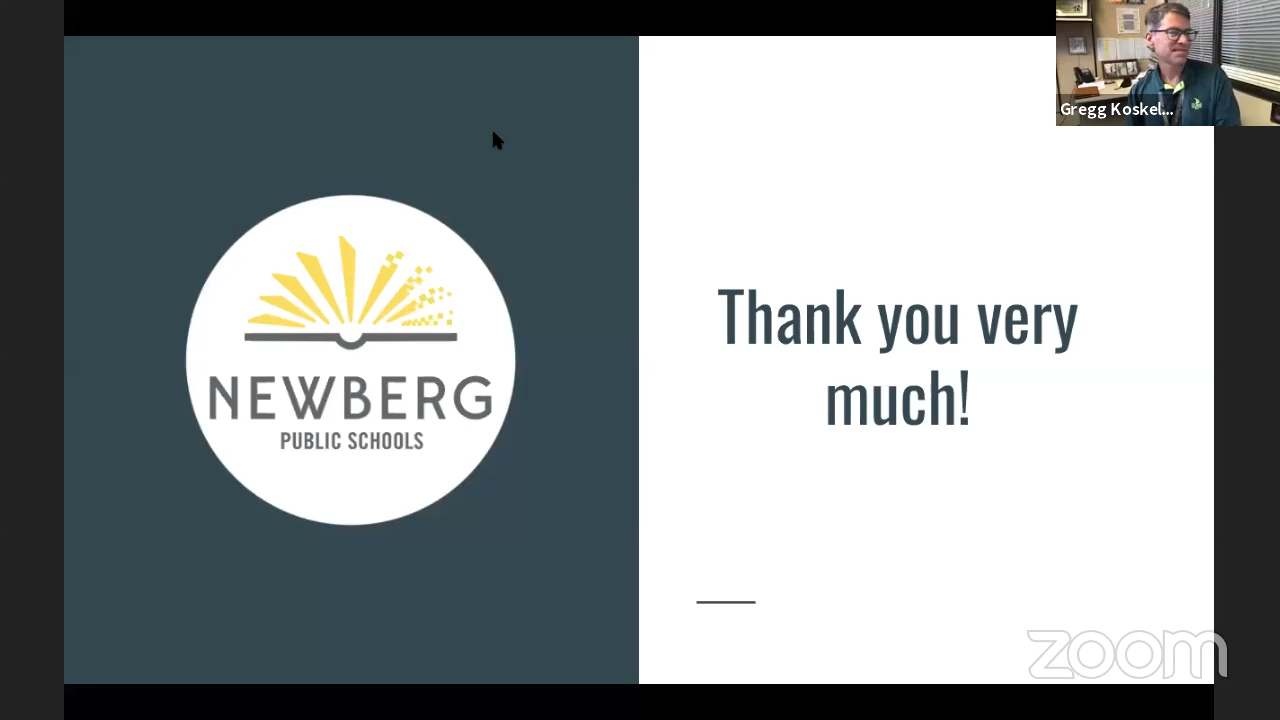 Gregg Koskel...
NEWBERG
PUBLIC SCHOOLS
Thank you very
much!
zoom